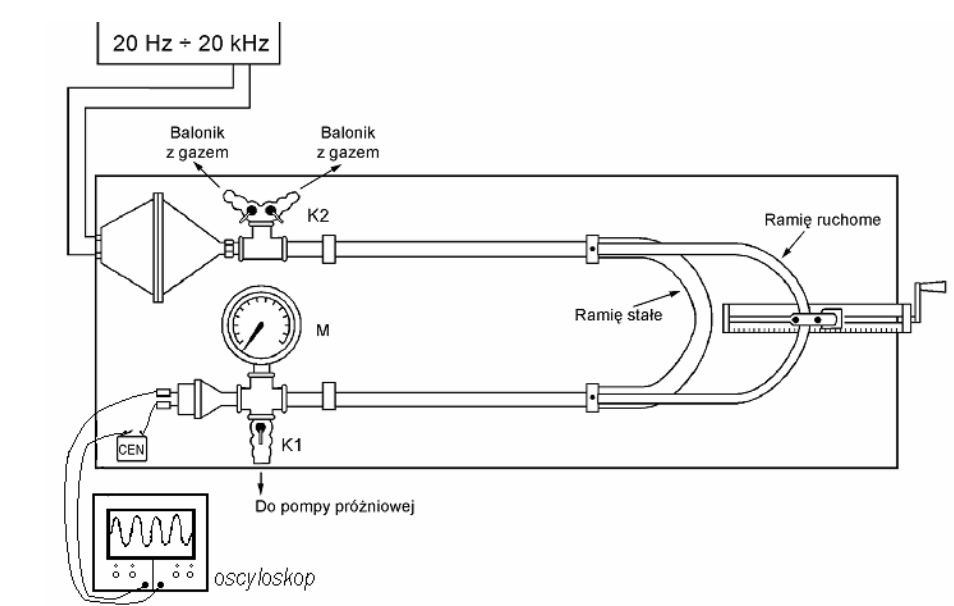 20 Hz ÷ 20 kHz
Balonik
z gazem
Balonik
z gazem
K2
Ramię ruchome
Ramię stałe
M
CEN
K1
Do pompy próżniowej
oscyloskop